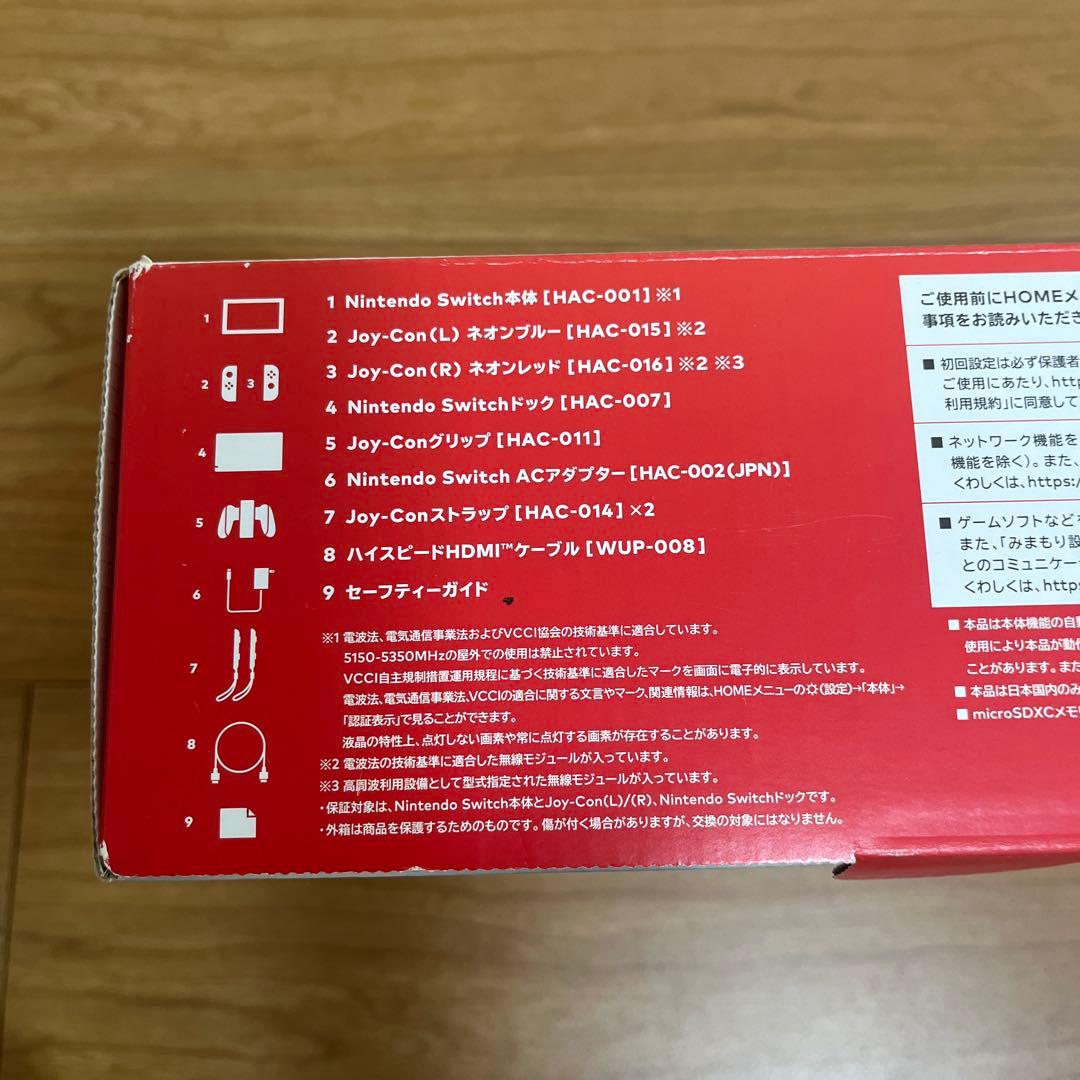 1 Nintendo Switch本体 [HAC-001] ※1
2 Joy-Con(L) ネオンブルー [HAC-015] ※2
3 Joy-Con(R) ネオンレッド [HAC-016] ※2 ※3
4 Nintendo Switchドック [HAC-007]
5 Joy-Conグリップ [HAC-011]
6 Nintendo Switch ACアダプター [HAC-002(JPN)]
7 Joy-Conストラップ [HAC-014] ×2
8 ハイスピードHDMI™ケーブル [WUP-008]
9 セーフティーガイド
1
2
3
4
5
6
7
8
9
※1 電波法、電気通信事業法およびVCCI協会の技術基準に適合しています。
5150-5350MHzの屋外での使用は禁止されています。
VCCI自主規制措置運用規程に基づく技術基準に適合したマークを画面に電子的に表示しています。
電波法、電気通信事業法、VCCIの適合に関する文言やマーク、関連情報は、HOMEメニューの(設定)→「本体」→
「認証表示」で見ることができます。
液晶の特性上、点灯しない画素や常に点灯する画素が存在することがあります。
※2 電波法の技術基準に適合した無線モジュールが入っています。
※3 高周波利用設備として型式指定された無線モジュールが入っています。
・保証対象は、Nintendo Switch本体とJoy-Con(L)/(R)、Nintendo Switchドックです。
・外箱は商品を保護するためのものです。傷が付く場合がありますが、交換の対象にはなりません。
ご使用前にHOMEメ
事項をお読みいただき
■ 初回設定は必ず保護者
ご使用にあたり、http
利用規約」に同意して
■ ネットワーク機能を
機能を除く)。また、
くわしくは、https:/
■ ゲームソフトなど
また、「みまもり設
とのコミュニケー
くわしくは、https
■ 本品は本体機能の自動
使用により本品が動作
ことがあります。また
■ 本品は日本国内のみ
■ microSDXCメモ